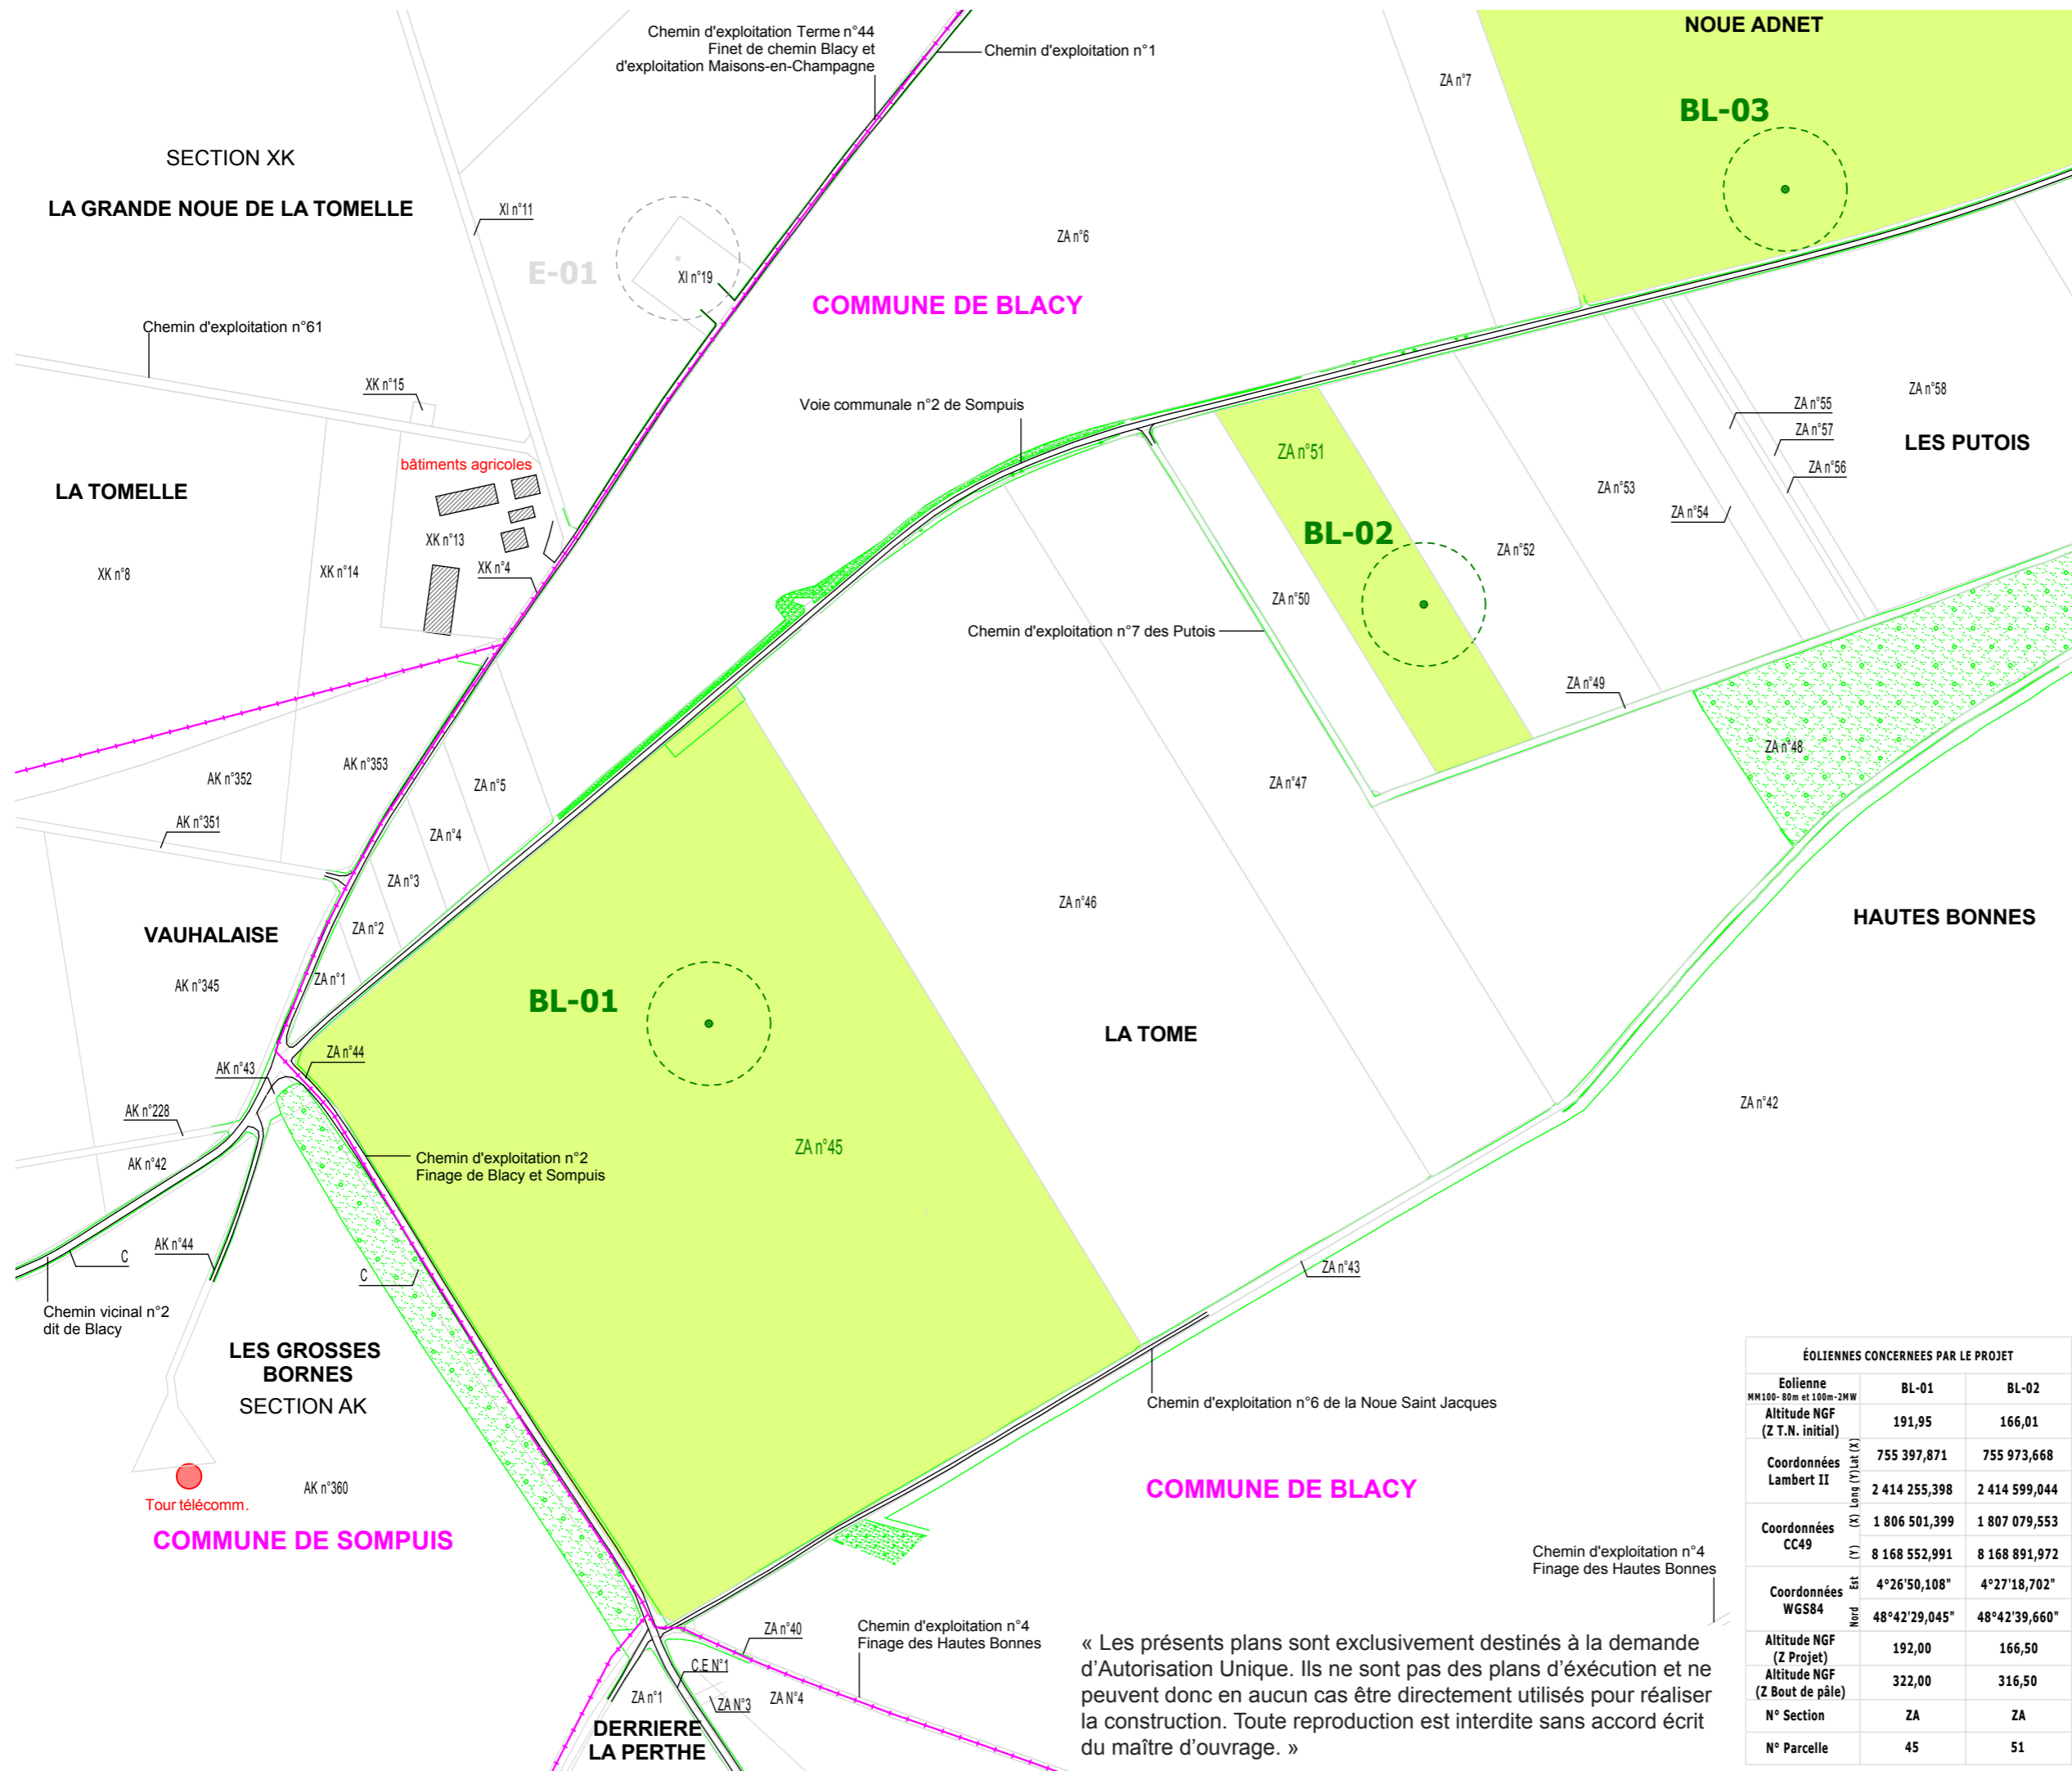 Chemin d'exploitation Terme n°44
Finet de chemin Blacy et
d'exploitation Maisons-en-Champagne
Chemin d'exploitation n°1
NOUE ADNET
ZA n°7
BL-03
SECTION XK
LA GRANDE NOUE DE LA TOMELLE
XI n°11
ZA n°6
E-01
XI n°19
COMMUNE DE BLACY
Chemin d'exploitation n°61
XK n°15
Voie communale n°2 de Sompuis
ZA n°58
ZA n°55
ZA n°57
ZA n°56
LES PUTOIS
ZA n°51
bâtiments agricoles
LA TOMELLE
ZA n°53
ZA n°54
BL-02
XK n°13
ZA n°52
XK n°8
XK n°14
XK n°4
ZA n°50
Chemin d'exploitation n°7 des Putois
ZA n°49
ZA n°48
AK n°352
AK n°353
ZA n°5
ZA n°47
AK n°351
ZA n°4
ZA n°3
ZA n°46
HAUTES BONNES
VAUHALAISE
ZA n°2
AK n°345
ZA n°1
BL-01
LA TOME
ZA n°44
AK n°43
AK n°228
ZA n°42
ZA n°45
AK n°42
Chemin d'exploitation n°2
Finage de Blacy et Sompuis
AK n°44
C
C
ZA n°43
Chemin vicinal n°2
dit de Blacy
LES GROSSES
BORNES
SECTION AK
Chemin d'exploitation n°6 de la Noue Saint Jacques
AK n°360
Tour télécomm.
COMMUNE DE SOMPUIS
COMMUNE DE BLACY
Chemin d'exploitation n°4
Finage des Hautes Bonnes
ZA n°40
Chemin d'exploitation n°4
Finage des Hautes Bonnes
C.E N°1
ZA n°1
ZA N°3
ZA N°4
DERRIERE
LA PERTHE
« Les présents plans sont exclusivement destinés à la demande
d'Autorisation Unique. Ils ne sont pas des plans d'éxécution et ne
peuvent donc en aucun cas être directement utilisés pour réaliser
la construction. Toute reproduction est interdite sans accord écrit
du maître d'ouvrage. »
ÉOLIENNES CONCERNEES PAR LE PROJET
Eolienne
MM100- 80m et 100m-2MW
BL-01 BL-02
Altitude NGF
(Z T.N. initial)
191,95 166,01
Coordonnées
Lambert II
Lat (X) 755 397,871 755 973,668
Long (Y) 2 414 255,398 2 414 599,044
Coordonnées
CC49
(X) 1 806 501,399 1 807 079,553
(Y) 8 168 552,991 8 168 891,972
Coordonnées
WGS84
Est 4°26'50,108" 4°27'18,702"
Nord 48°42'29,045" 48°42'39,660"
Altitude NGF
(Z Projet)
192,00 166,50
Altitude NGF
(Z Bout de pâle)
322,00 316,50
N° Section ZA ZA
N° Parcelle 45 51